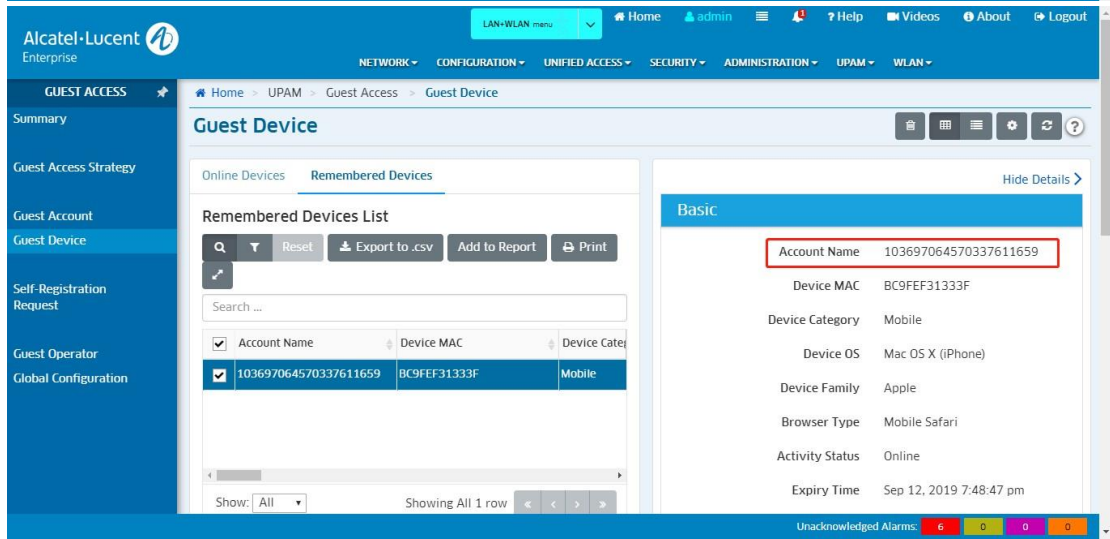 Alcatel·Lucent
Enterprise
LAN+WLAN menu
Home
admin
? Help
Videos
About
Logout
NETWORK
CONFIGURATION
UNIFIED ACCESS
SECURITY
ADMINISTRATION
UPAM
WLAN
GUEST ACCESS
Summary
Guest Access Strategy
Guest Account
Guest Device
Self-Registration
Request
Guest Operator
Global Configuration
Home > UPAM > Guest Access > Guest Device
Guest Device
?
Online Devices Remembered Devices
Remembered Devices List
Reset Export to .csv Add to Report Print
Search ...
Account Name Device MAC Device Categ
103697064570337611659 BC9FEF31333F Mobile
Show: All Showing All 1 row « ‹ › »
Hide Details
Basic
Account Name 103697064570337611659
Device MAC BC9FEF31333F
Device Category Mobile
Device OS Mac OS X (iPhone)
Device Family Apple
Browser Type Mobile Safari
Activity Status Online
Expiry Time Sep 12, 2019 7:48:47 pm
Unacknowledged Alarms: 6 0 0 0